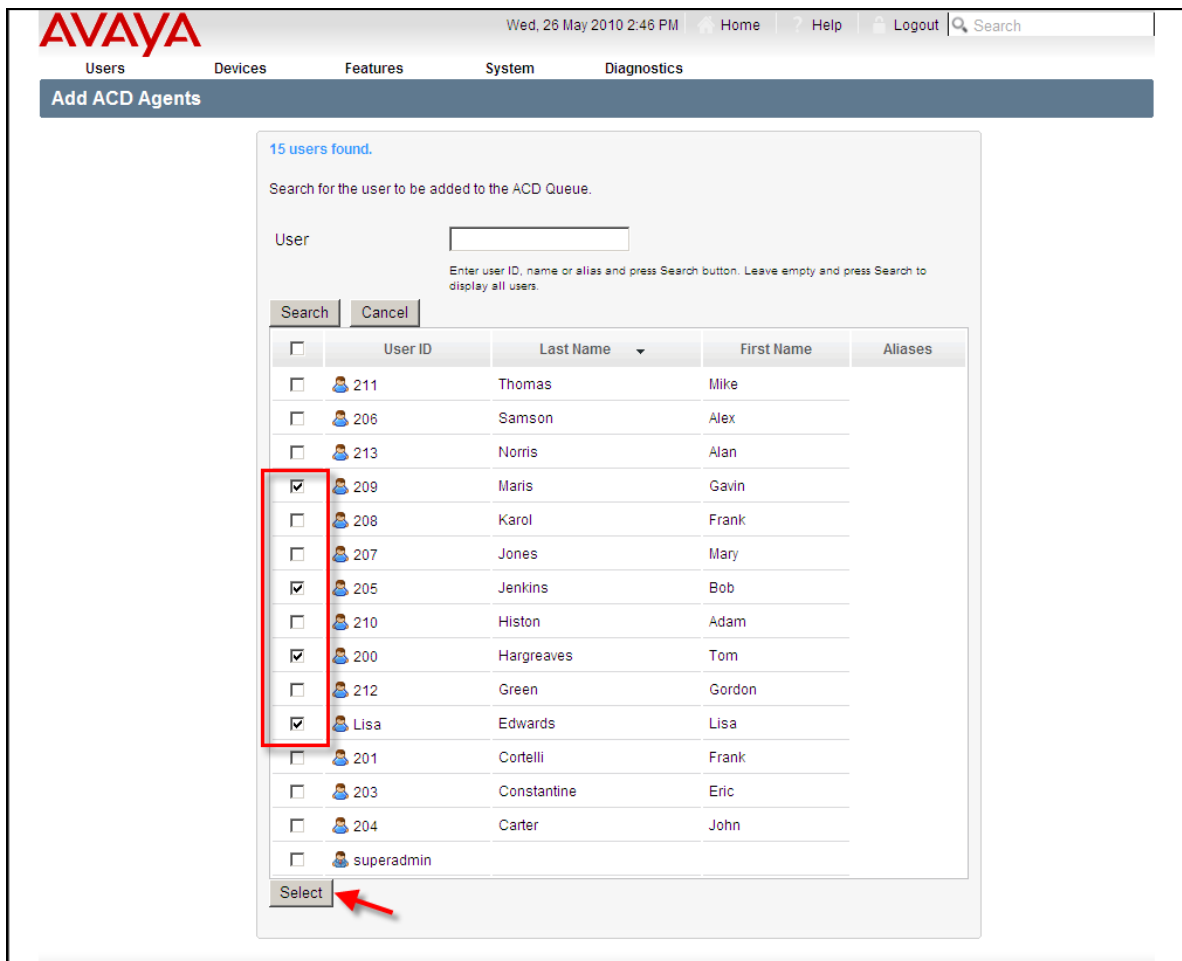 AVAYA
Wed, 26 May 2010 2:46 PM Home ? Help Logout Search
Users Devices Features System Diagnostics
Add ACD Agents
15 users found.
Search for the user to be added to the ACD Queue.
User
Enter user ID, name or alias and press Search button. Leave empty and press Search to
display all users.
Search Cancel
User ID Last Name First Name Aliases
211 Thomas Mike
206 Samson Alex
213 Norris Alan
209 Maris Gavin
208 Karol Frank
207 Jones Mary
205 Jenkins Bob
210 Histon Adam
200 Hargreaves Tom
212 Green Gordon
Lisa Edwards Lisa
201 Cortelli Frank
203 Constantine Eric
204 Carter John
superadmin
Select